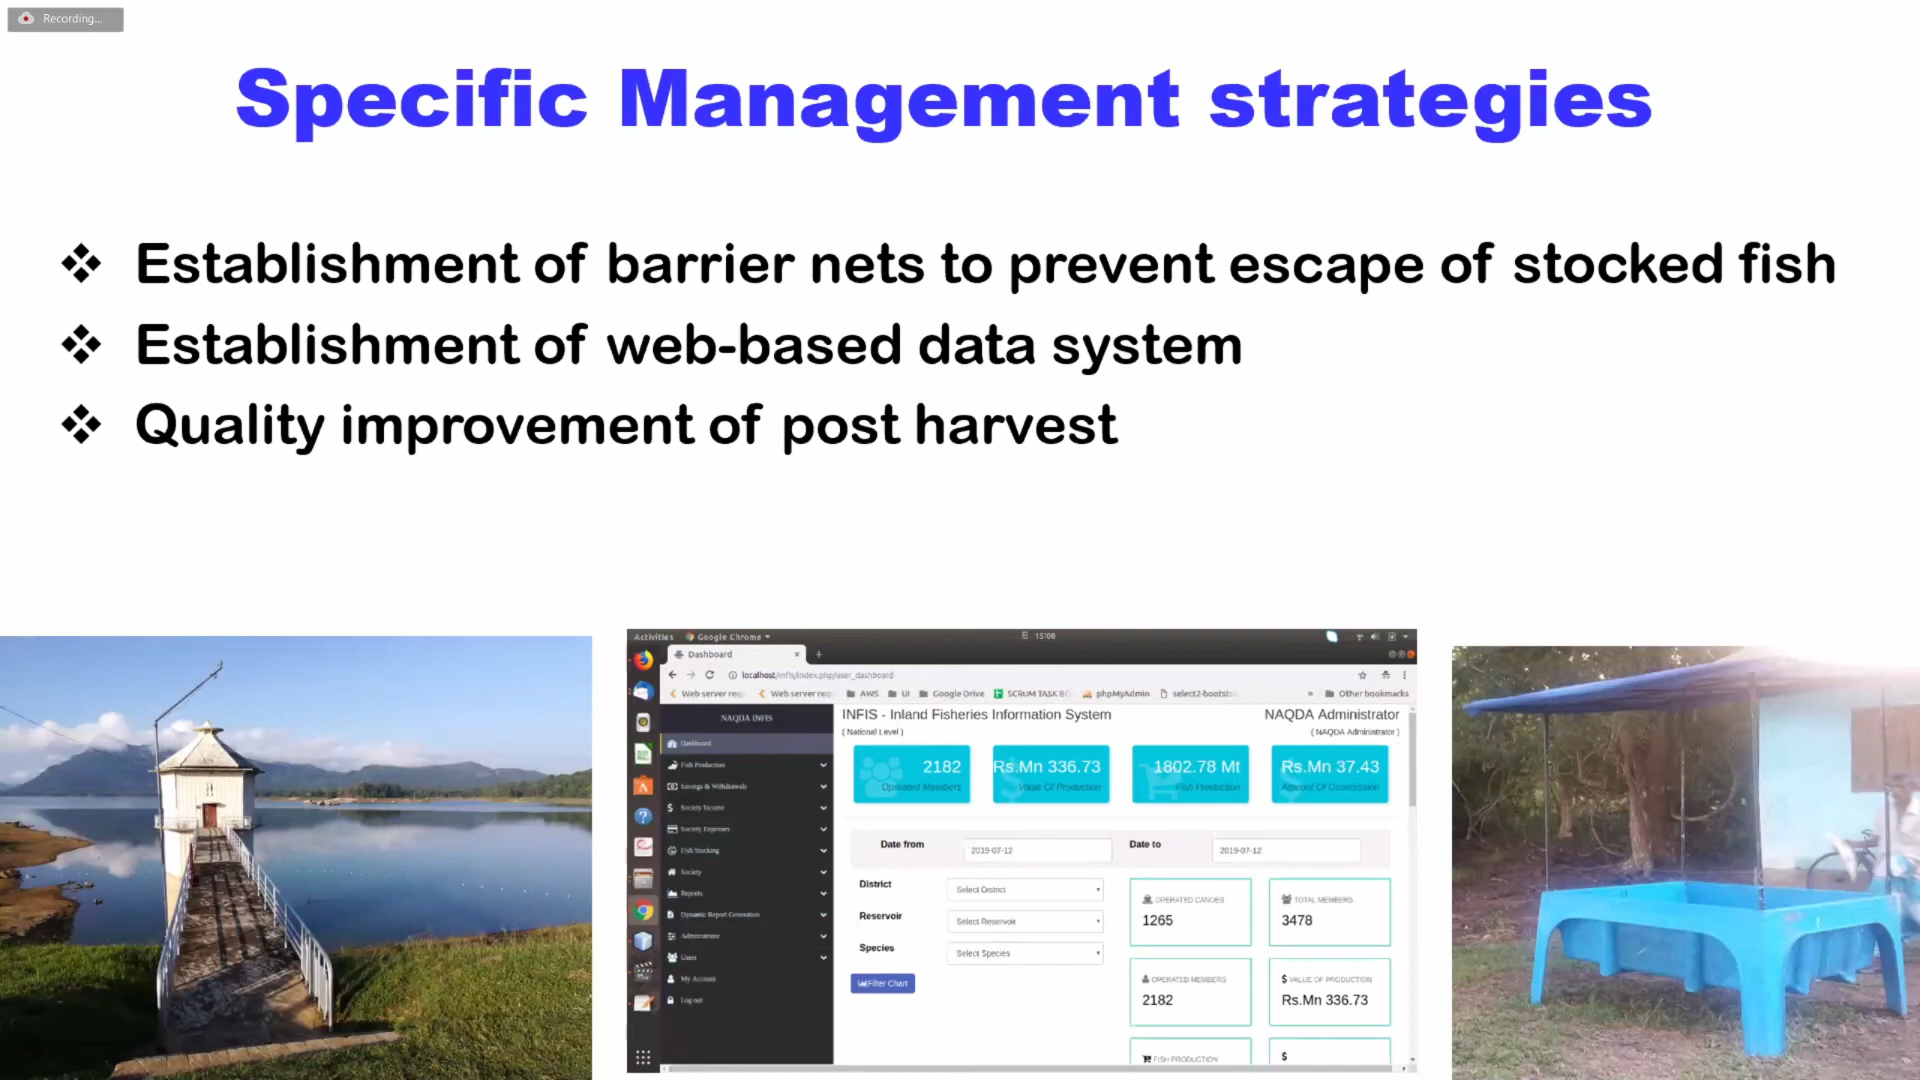 Recording...
Specific Management strategies
❖ Establishment of barrier nets to prevent escape of stocked fish
❖ Establishment of web-based data system
❖ Quality improvement of post harvest
Activities Google Chrome 15:08
Dashboard
localhost/infis/index.php/user_dashboard
Web server req Web server req AWS UI Google Drive SCRUM TASK BO phpMyAdmin select2-bootstr » Other bookmarks
NAQDA INFIS
Dashboard
Fish Production
Savings & Withdrawals
Society Income
Society Expenses
Fish Stocking
Society
Reports
Dynamic Report Generation
Administrator
Users
My Account
Log out
INFIS - Inland Fisheries Information System NAQDA Administrator
( National Level ) ( NAQDA Administrator )
2182 Rs.Mn 336.73 1802.78 Mt Rs.Mn 37.43
Operated Members Value Of Production Fish Production Amount Of Commission
Date from 2019-07-12 Date to 2019-07-12
District Select District
Reservoir Select Reservoir
Species Select Species
Filter Chart
OPERATED CANOES TOTAL MEMBERS
1265 3478
OPERATED MEMBERS $ VALUE OF PRODUCTION
2182 Rs.Mn 336.73
FISH PRODUCTION $